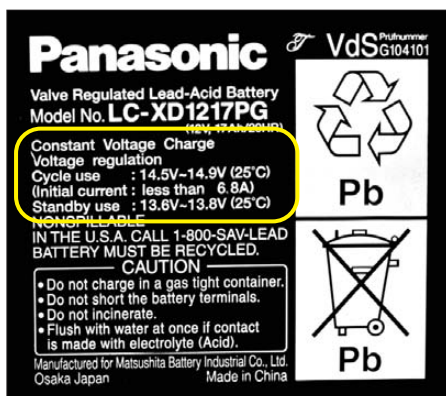 Panasonic
VdS Prüfnummer G104101
Valve Regulated Lead-Acid Battery
Model No. LC-XD1217PG
(12V, 17Ah/20HR)
Constant Voltage Charge
Voltage regulation
Cycle use : 14.5V~14.9V (25°C)
(Initial current : less than 6.8A)
Standby use : 13.6V~13.8V (25°C)
NONSPILLABLE
IN THE U.S.A. CALL 1-800-SAV-LEAD
BATTERY MUST BE RECYCLED.
CAUTION
• Do not charge in a gas tight container.
• Do not short the battery terminals.
• Do not incinerate.
• Flush with water at once if contact
is made with electrolyte (Acid).
Manufactured for Matsushita Battery Industrial Co., Ltd.
Osaka Japan Made in China
Pb
Pb